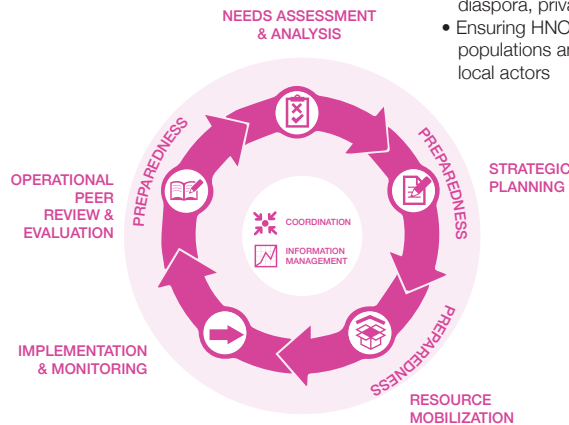 diaspora, priva
• Ensuring HNO
populations an
local actors
NEEDS ASSESSMENT
& ANALYSIS
PREPAREDNESS
PREPAREDNESS
STRATEGIC
PLANNING
OPERATIONAL
PEER
REVIEW &
EVALUATION
COORDINATION
INFORMATION
MANAGEMENT
PREPAREDNESS
IMPLEMENTATION
& MONITORING
RESOURCE
MOBILIZATION